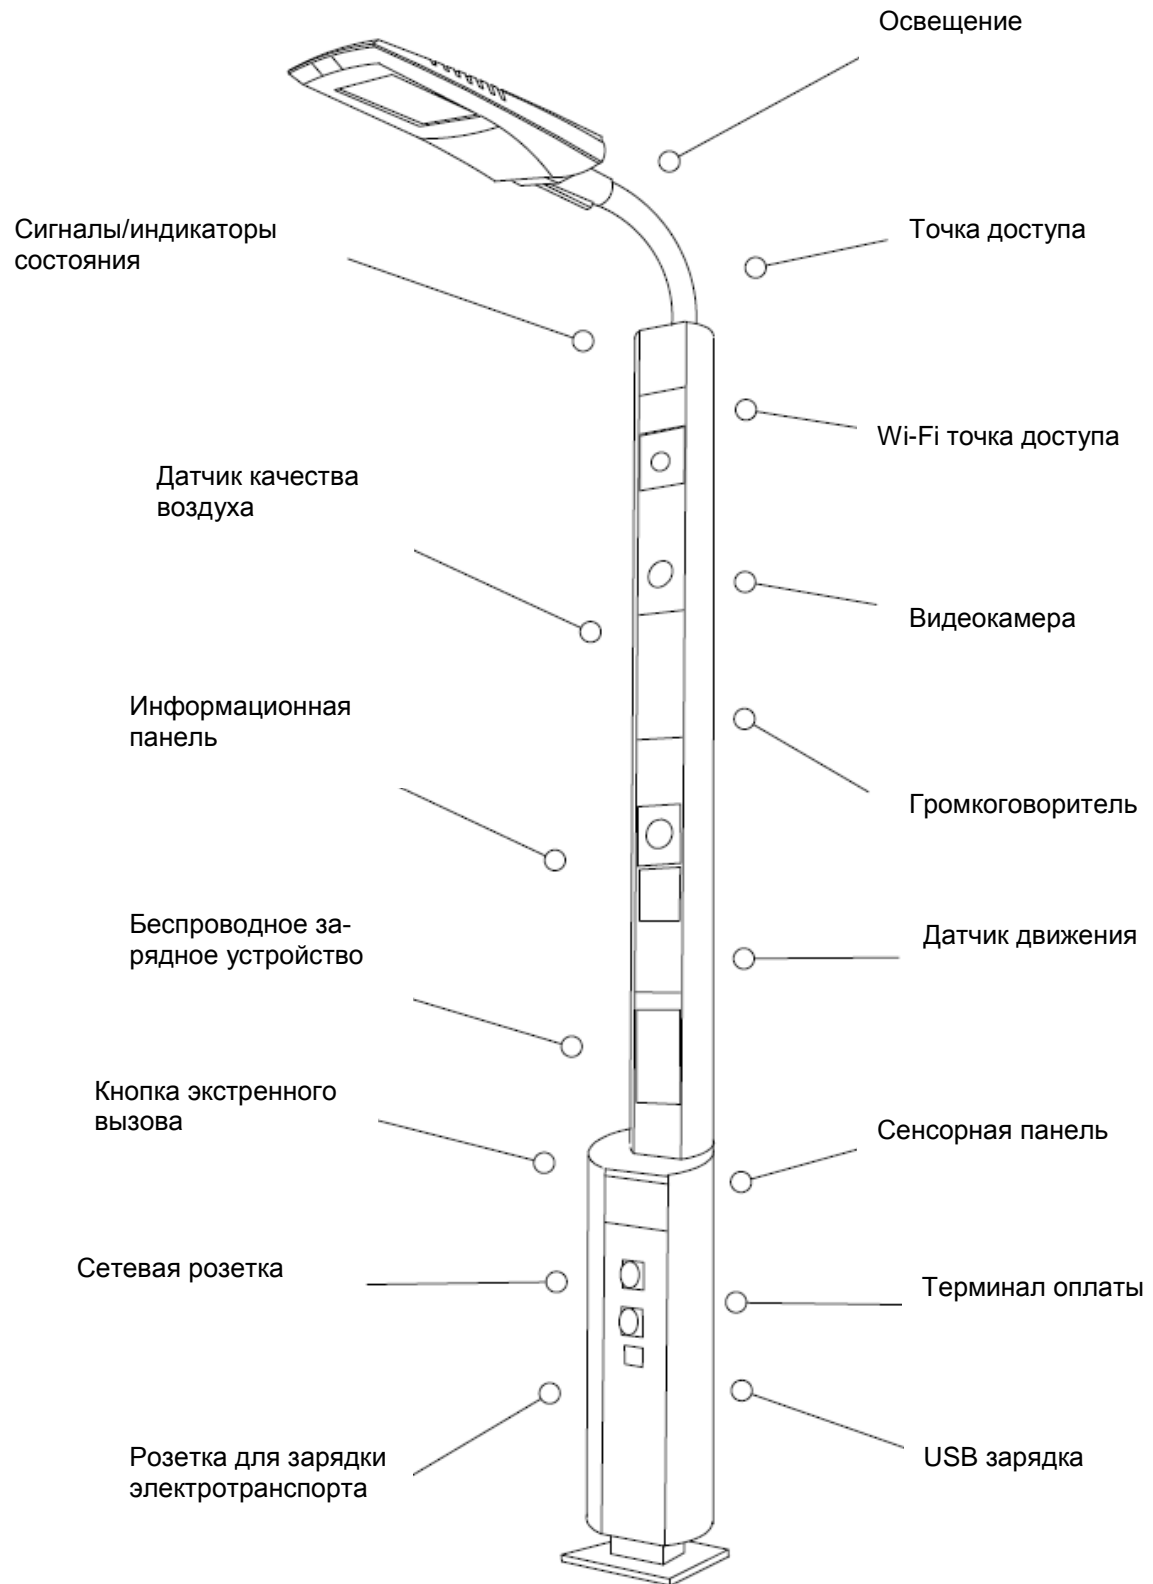 Освещение
Сигналы/индикаторы
состояния
Точка доступа
Wi-Fi точка доступа
Датчик качества
воздуха
Видеокамера
Информационная
панель
Громкоговоритель
Беспроводное за-
рядное устройство
Датчик движения
Кнопка экстренного
вызова
Сенсорная панель
Сетевая розетка
Терминал оплаты
Розетка для зарядки
электротранспорта
USB зарядка